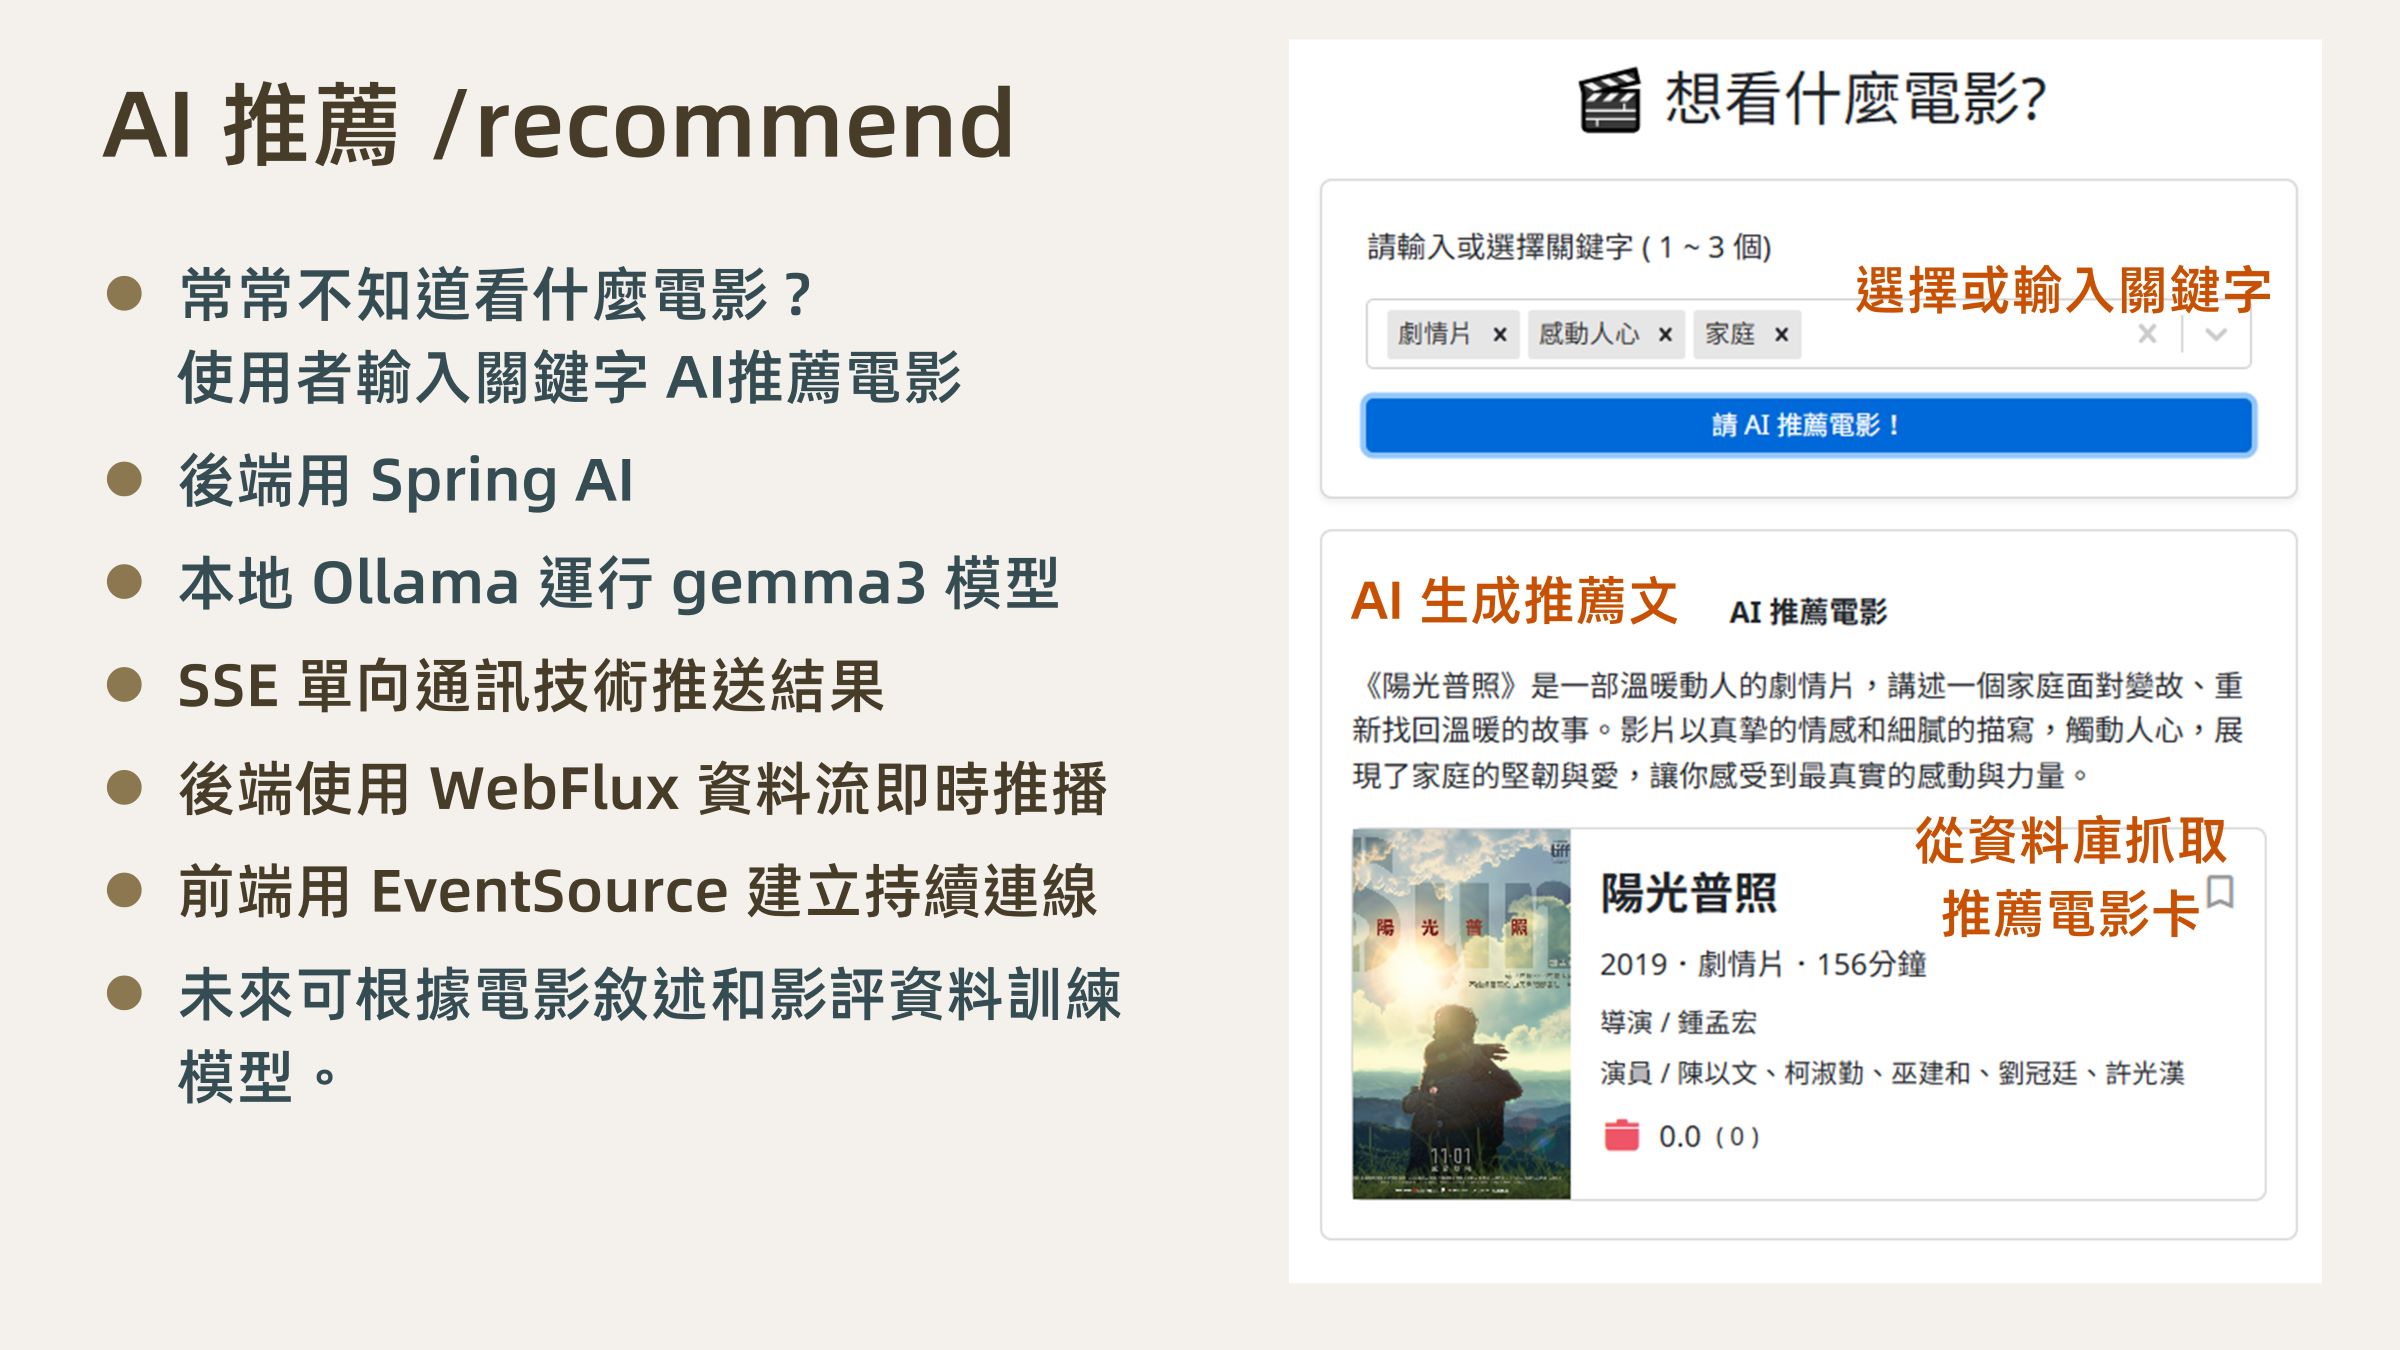 AI 推薦 /recommend
常常不知道看什麼電影？
使用者輸入關鍵字 AI推薦電影
後端用 Spring AI
本地 Ollama 運行 gemma3 模型
SSE 單向通訊技術推送結果
後端使用 WebFlux 資料流即時推播
前端用 EventSource 建立持續連線
未來可根據電影敘述和影評資料訓練
模型。
想看什麼電影?
請輸入或選擇關鍵字 ( 1 ~ 3 個)
選擇或輸入關鍵字
劇情片 × 感動人心 × 家庭 ×
請 AI 推薦電影！
AI 生成推薦文
AI 推薦電影
《陽光普照》是一部溫暖動人的劇情片，講述一個家庭面對變故、重
新找回溫暖的故事。影片以真摯的情感和細膩的描寫，觸動人心，展
現了家庭的堅韌與愛，讓你感受到最真實的感動與力量。
從資料庫抓取
推薦電影卡
陽光普照
2019・劇情片・156分鐘
導演 / 鍾孟宏
演員 / 陳以文、柯淑勤、巫建和、劉冠廷、許光漢
0.0 ( 0 )
tiff
陽 光 普 照
11·01